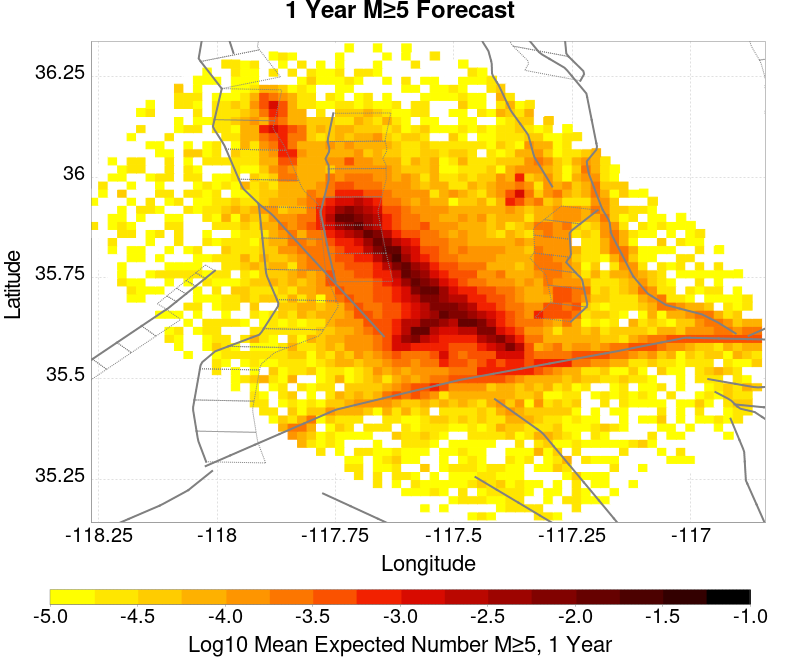 1 Year M≥5 Forecast
Latitude
36.25
36
35.75
35.5
35.25
-118.25 -118 -117.75 -117.5 -117.25 -117
Longitude
-5.0 -4.5 -4.0 -3.5 -3.0 -2.5 -2.0 -1.5 -1.0
Log10 Mean Expected Number M≥5, 1 Year